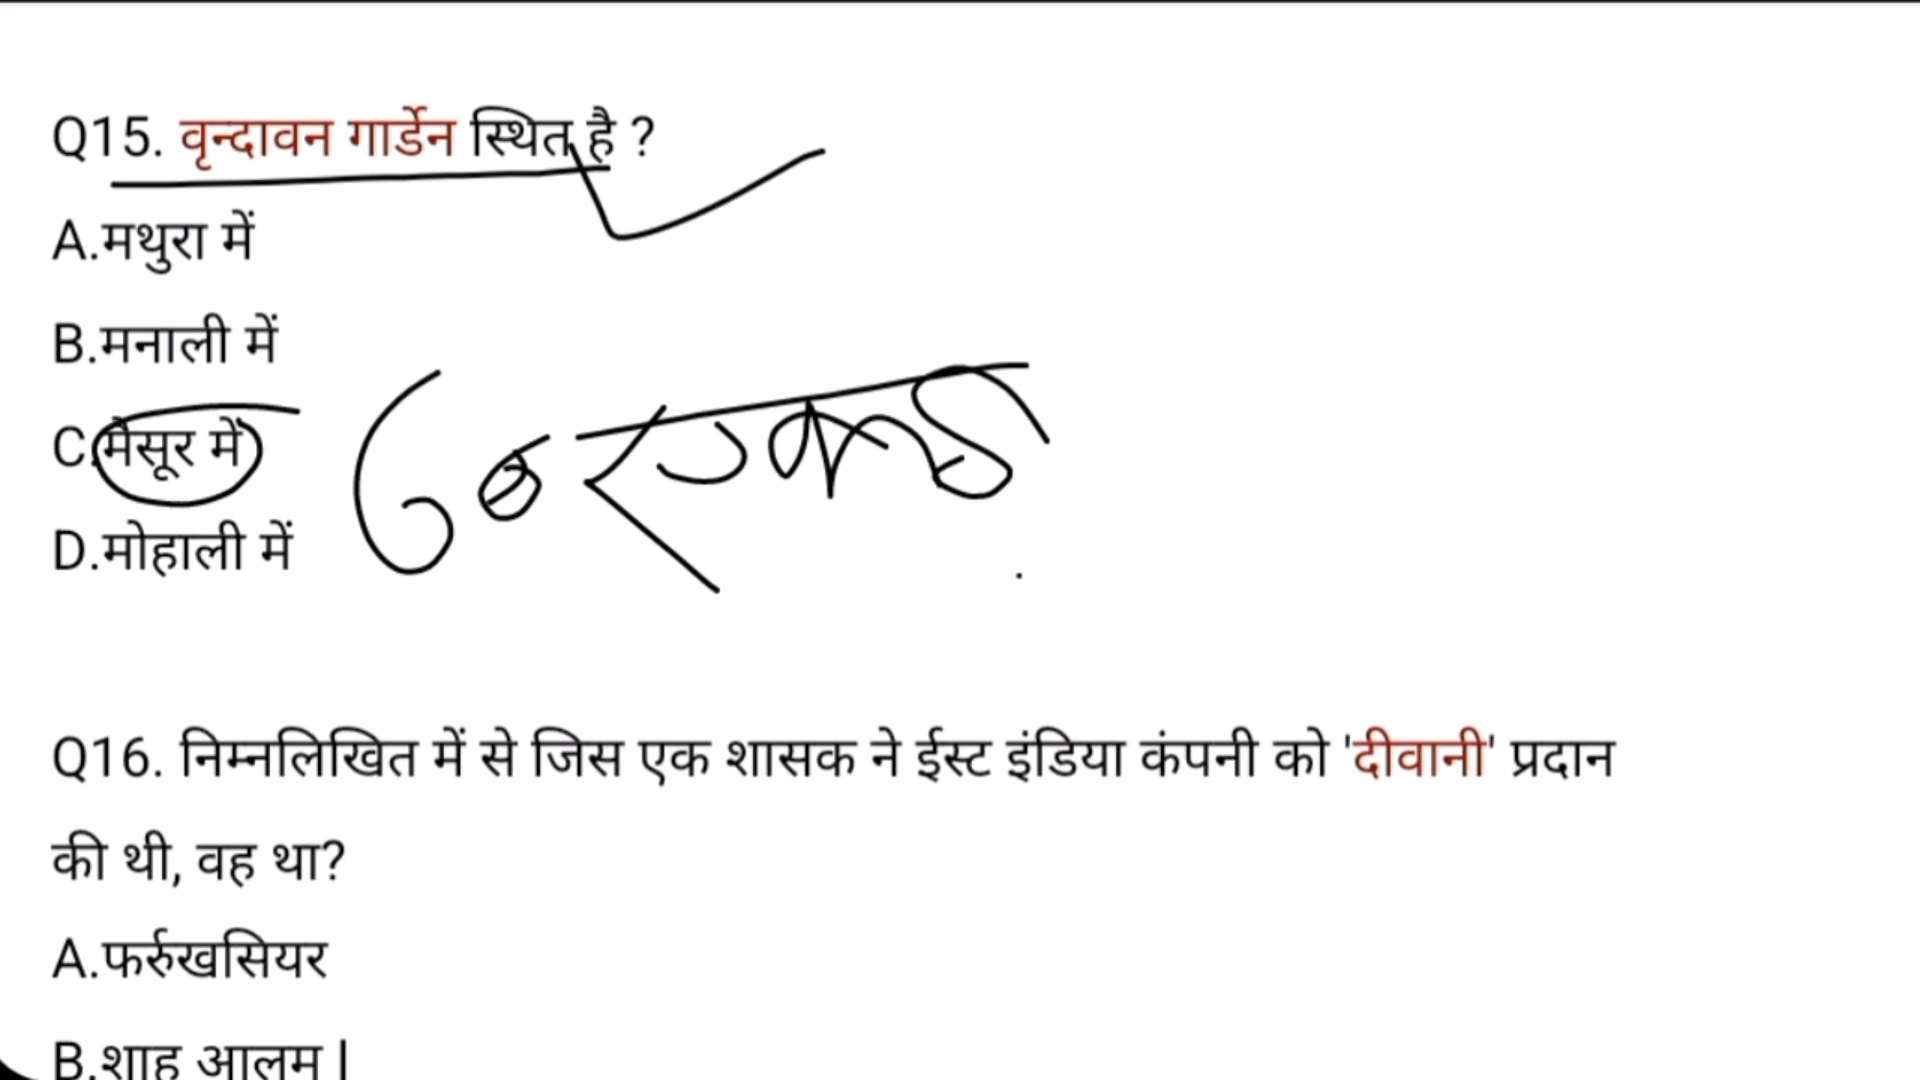 Q15. वृन्दावन गार्डेन स्थित है ?
A.मथुरा में
B.मनाली में
C.मैसूर में
D.मोहाली में
Q16. निम्नलिखित में से जिस एक शासक ने ईस्ट इंडिया कंपनी को 'दीवानी' प्रदान
की थी, वह था?
A.फर्रुखसियर
B.शाह आलम |